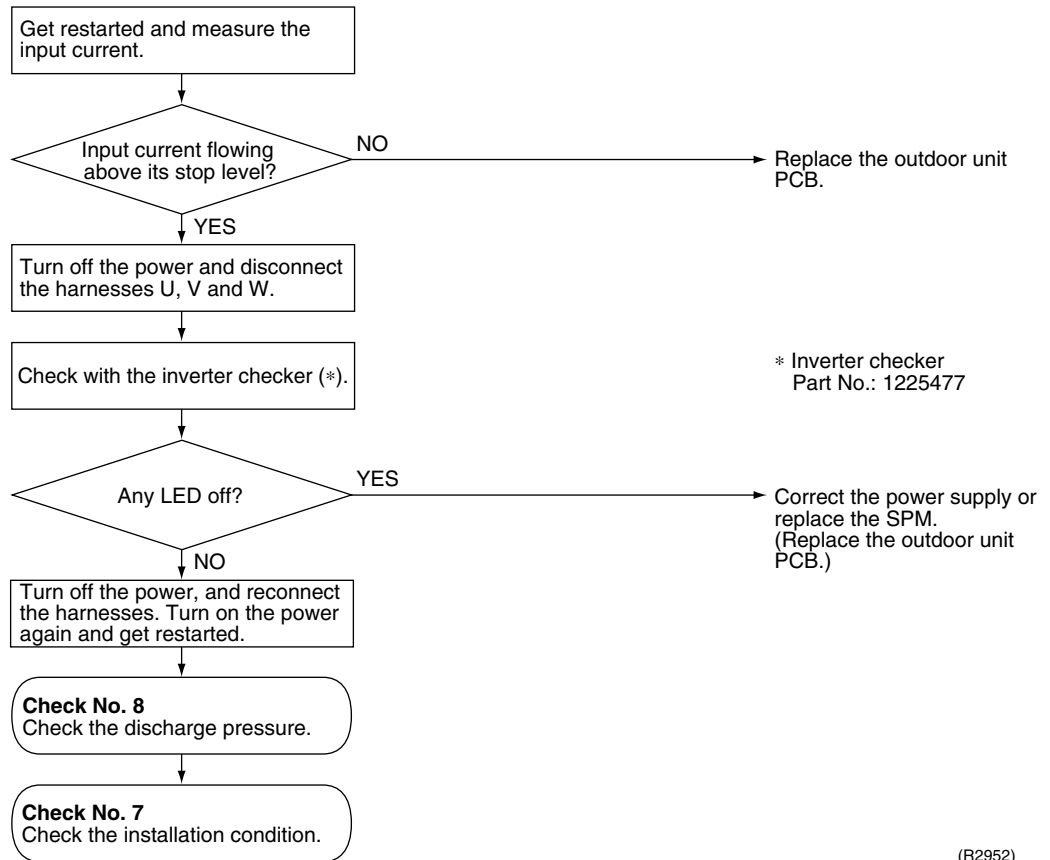 Get restarted and measure the
input current.
Input current flowing
above its stop level?
NO
Replace the outdoor unit
PCB.
YES
Turn off the power and disconnect
the harnesses U, V and W.
Check with the inverter checker (*).
* Inverter checker
Part No.: 1225477
Any LED off?
YES
Correct the power supply or
replace the SPM.
(Replace the outdoor unit
PCB.)
NO
Turn off the power, and reconnect
the harnesses. Turn on the power
again and get restarted.
Check No. 8
Check the discharge pressure.
Check No. 7
Check the installation condition.
(R2952)